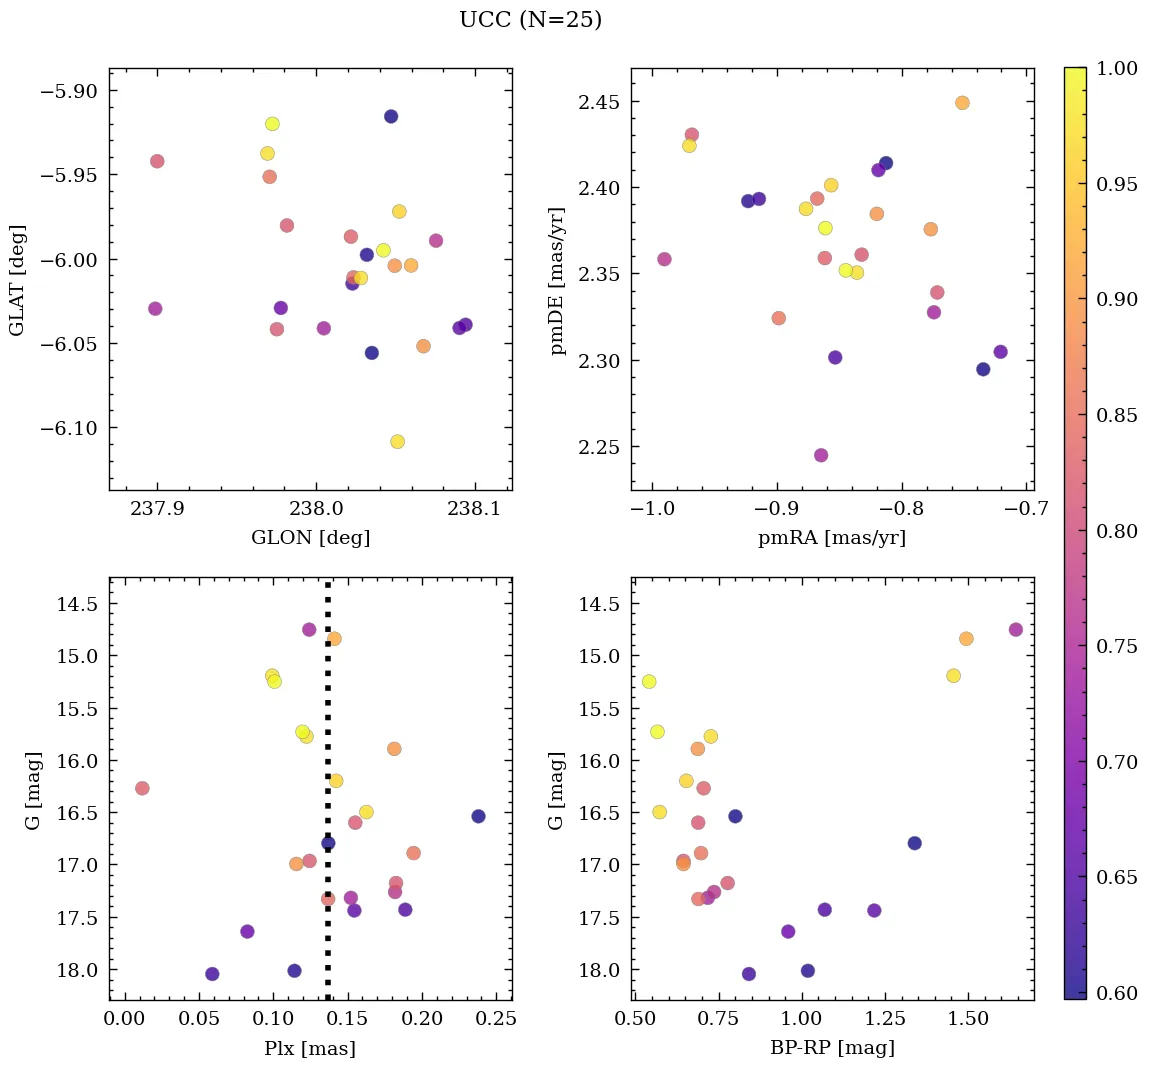 UCC (N=25)
−5.90
−5.95
−6.00
−6.05
−6.10
GLAT [deg]
237.9 238.0 238.1
GLON [deg]
2.45
2.40
2.35
2.30
2.25
pmDE [mas/yr]
−1.0 −0.9 −0.8 −0.7
pmRA [mas/yr]
14.5
15.0
15.5
16.0
16.5
17.0
17.5
18.0
G [mag]
0.00 0.05 0.10 0.15 0.20 0.25
Plx [mas]
14.5
15.0
15.5
16.0
16.5
17.0
17.5
18.0
G [mag]
0.50 0.75 1.00 1.25 1.50
BP-RP [mag]
1.00
0.95
0.90
0.85
0.80
0.75
0.70
0.65
0.60